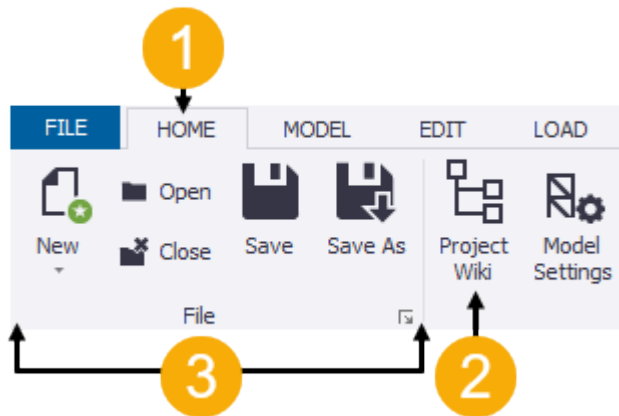 1
FILE HOME MODEL EDIT LOAD
New
Open
Close
Save
Save As
Project
Wiki
Model
Settings
File
3
2